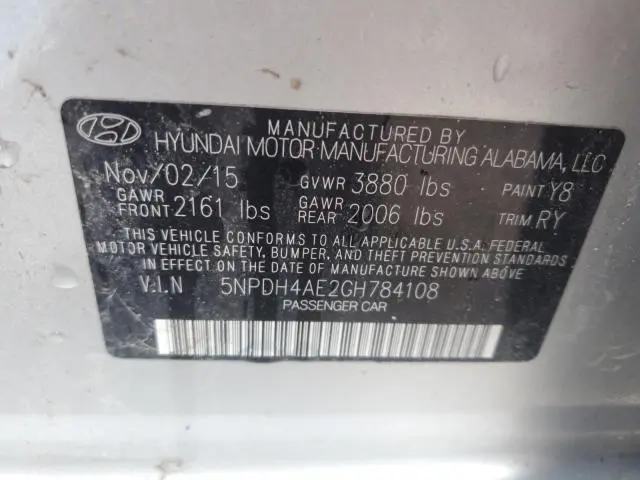 MANUFACTURED BY
HYUNDAI MOTOR MANUFACTURING ALABAMA, LLC
Nov/02/15 GVWR 3880 lbs PAINT Y8
GAWR FRONT 2161 lbs GAWR REAR 2006 lbs TRIM RY
THIS VEHICLE CONFORMS TO ALL APPLICABLE U.S.A. FEDERAL
MOTOR VEHICLE SAFETY, BUMPER, AND THEFT PREVENTION STANDARDS
IN EFFECT ON THE DATE OF MANUFACTURE SHOWN ABOVE.
V.I.N 5NPDH4AE2GH784108
PASSENGER CAR